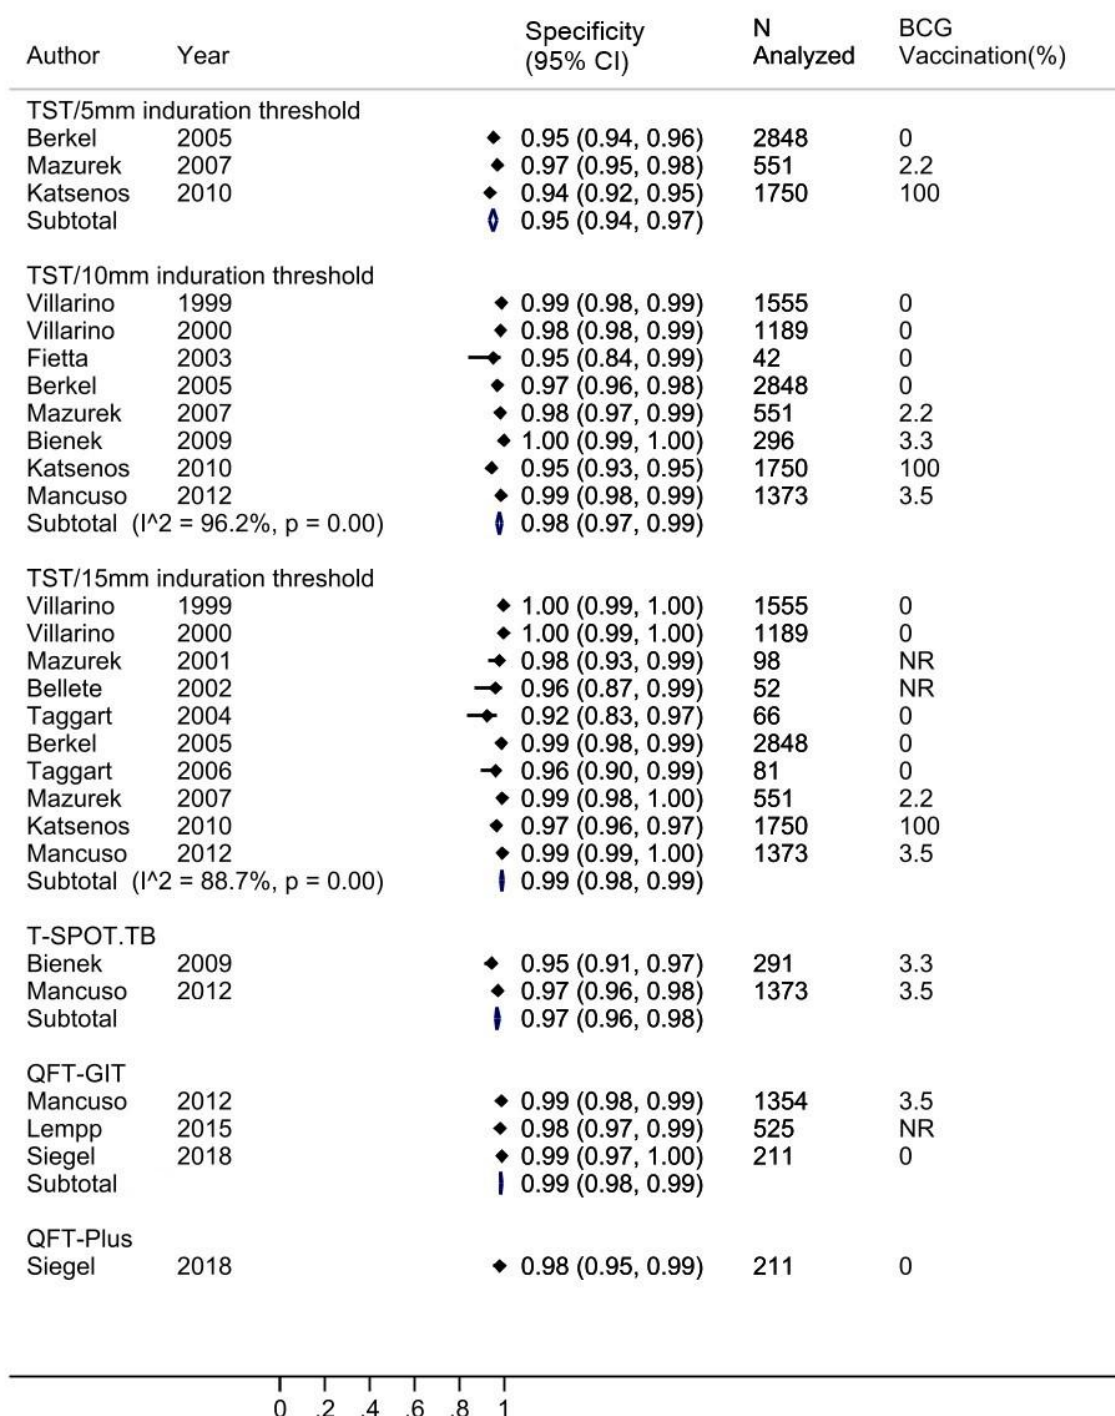 Author Year Specificity (95% CI) N Analyzed BCG Vaccination(%)
TST/5mm induration threshold
Berkel 2005 0.95 (0.94, 0.96) 2848 0
Mazurek 2007 0.97 (0.95, 0.98) 551 2.2
Katsenos 2010 0.94 (0.92, 0.95) 1750 100
Subtotal 0.95 (0.94, 0.97)
TST/10mm induration threshold
Villarino 1999 0.99 (0.98, 0.99) 1555 0
Villarino 2000 0.98 (0.98, 0.99) 1189 0
Fietta 2003 0.95 (0.84, 0.99) 42 0
Berkel 2005 0.97 (0.96, 0.98) 2848 0
Mazurek 2007 0.98 (0.97, 0.99) 551 2.2
Bienek 2009 1.00 (0.99, 1.00) 296 3.3
Katsenos 2010 0.95 (0.93, 0.95) 1750 100
Mancuso 2012 0.99 (0.98, 0.99) 1373 3.5
Subtotal (I^2 = 96.2%, p = 0.00) 0.98 (0.97, 0.99)
TST/15mm induration threshold
Villarino 1999 1.00 (0.99, 1.00) 1555 0
Villarino 2000 1.00 (0.99, 1.00) 1189 0
Mazurek 2001 0.98 (0.93, 0.99) 98 NR
Bellete 2002 0.96 (0.87, 0.99) 52 NR
Taggart 2004 0.92 (0.83, 0.97) 66 0
Berkel 2005 0.99 (0.98, 0.99) 2848 0
Taggart 2006 0.96 (0.90, 0.99) 81 0
Mazurek 2007 0.99 (0.98, 1.00) 551 2.2
Katsenos 2010 0.97 (0.96, 0.97) 1750 100
Mancuso 2012 0.99 (0.99, 1.00) 1373 3.5
Subtotal (I^2 = 88.7%, p = 0.00) 0.99 (0.98, 0.99)
T-SPOT.TB
Bienek 2009 0.95 (0.91, 0.97) 291 3.3
Mancuso 2012 0.97 (0.96, 0.98) 1373 3.5
Subtotal 0.97 (0.96, 0.98)
QFT-GIT
Mancuso 2012 0.99 (0.98, 0.99) 1354 3.5
Lempp 2015 0.98 (0.97, 0.99) 525 NR
Siegel 2018 0.99 (0.97, 1.00) 211 0
Subtotal 0.99 (0.98, 0.99)
QFT-Plus
Siegel 2018 0.98 (0.95, 0.99) 211 0
0 .2 .4 .6 .8 1